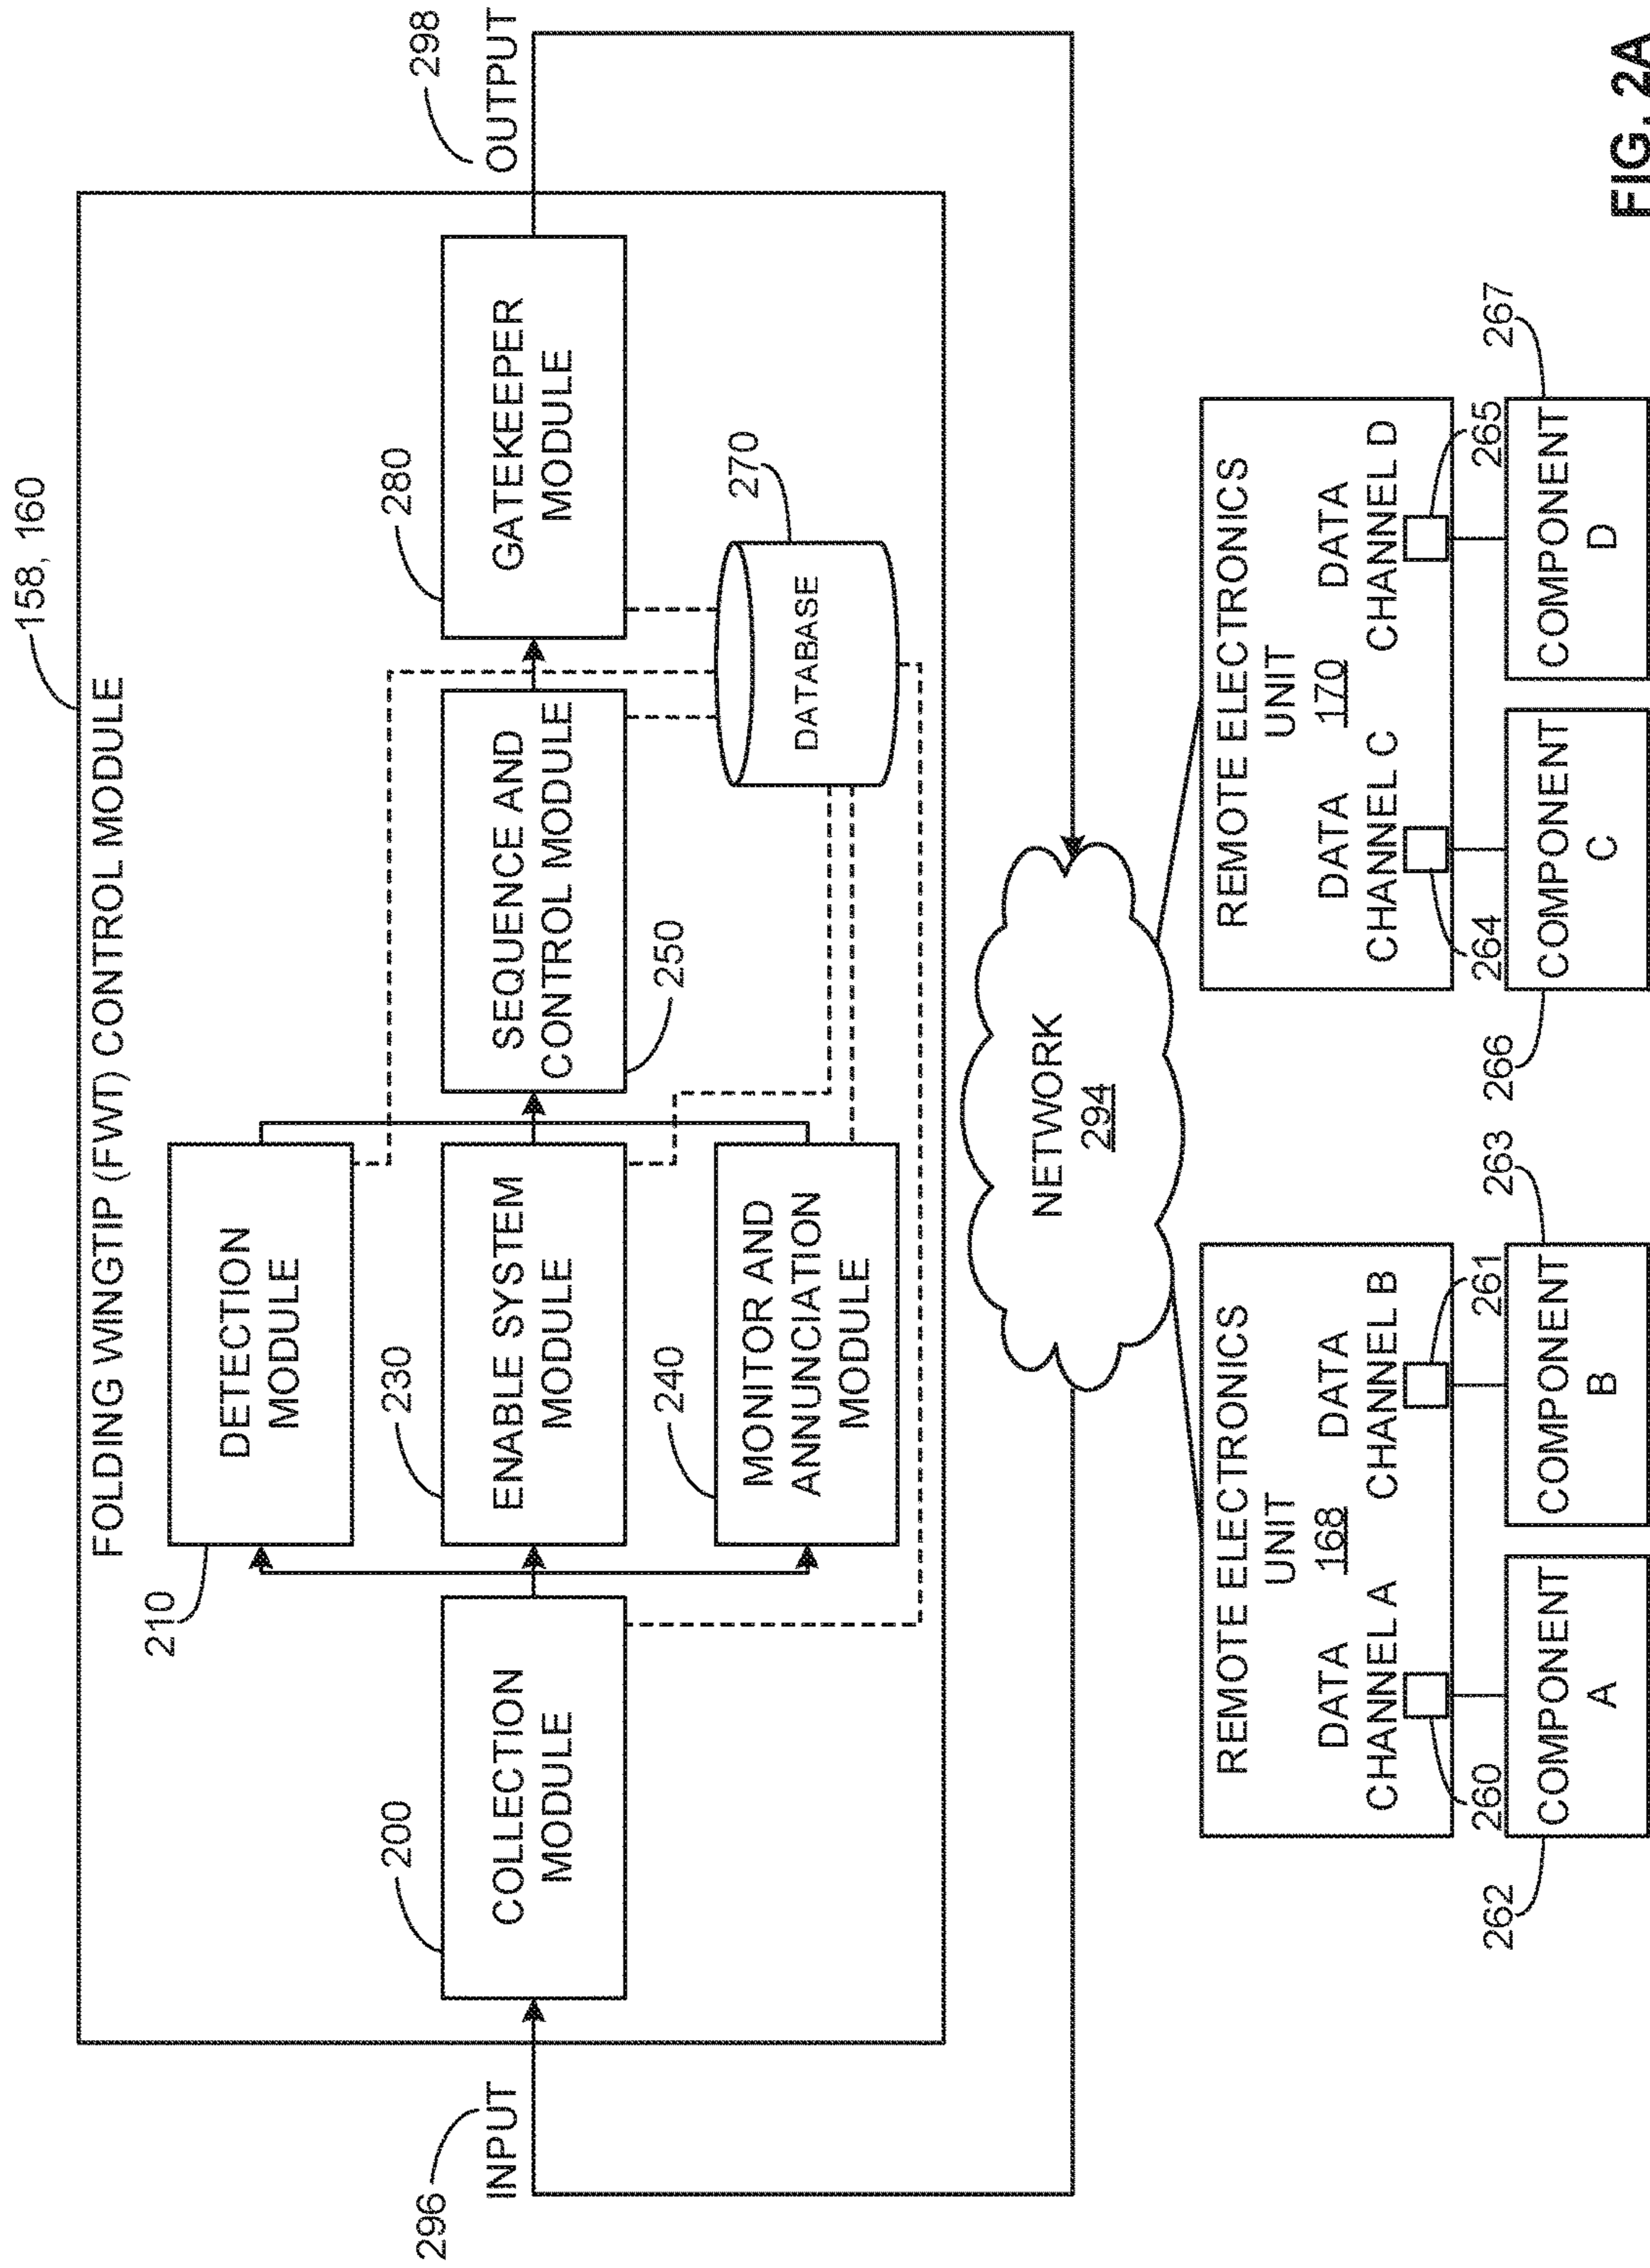 158, 160
FOLDING WINGTIP (FWT) CONTROL MODULE
210
DETECTION
MODULE
296
INPUT
200
COLLECTION
MODULE
230
ENABLE SYSTEM
MODULE
240
MONITOR AND
ANNUNCIATION
MODULE
SEQUENCE AND
CONTROL MODULE
250
280
GATEKEEPER
MODULE
270
DATABASE
298
OUTPUT
NETWORK
294
REMOTE ELECTRONICS
UNIT
168
DATA
CHANNEL A
DATA
CHANNEL B
260
261
262
COMPONENT
A
263
COMPONENT
B
REMOTE ELECTRONICS
UNIT
170
DATA
CHANNEL C
DATA
CHANNEL D
264
265
266
COMPONENT
C
267
COMPONENT
D
FIG. 2A